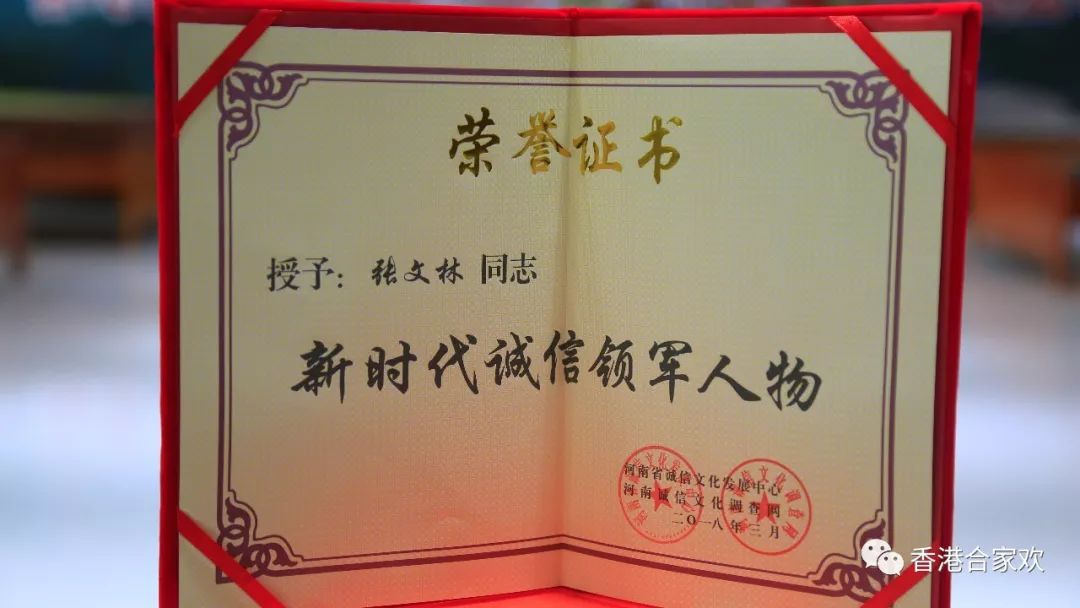 荣誉证书
授予：张文林 同志
新时代诚信领军人物
河南省诚信文化发展中心
河南诚信文化调查网
二〇一八年三月
香港合家欢